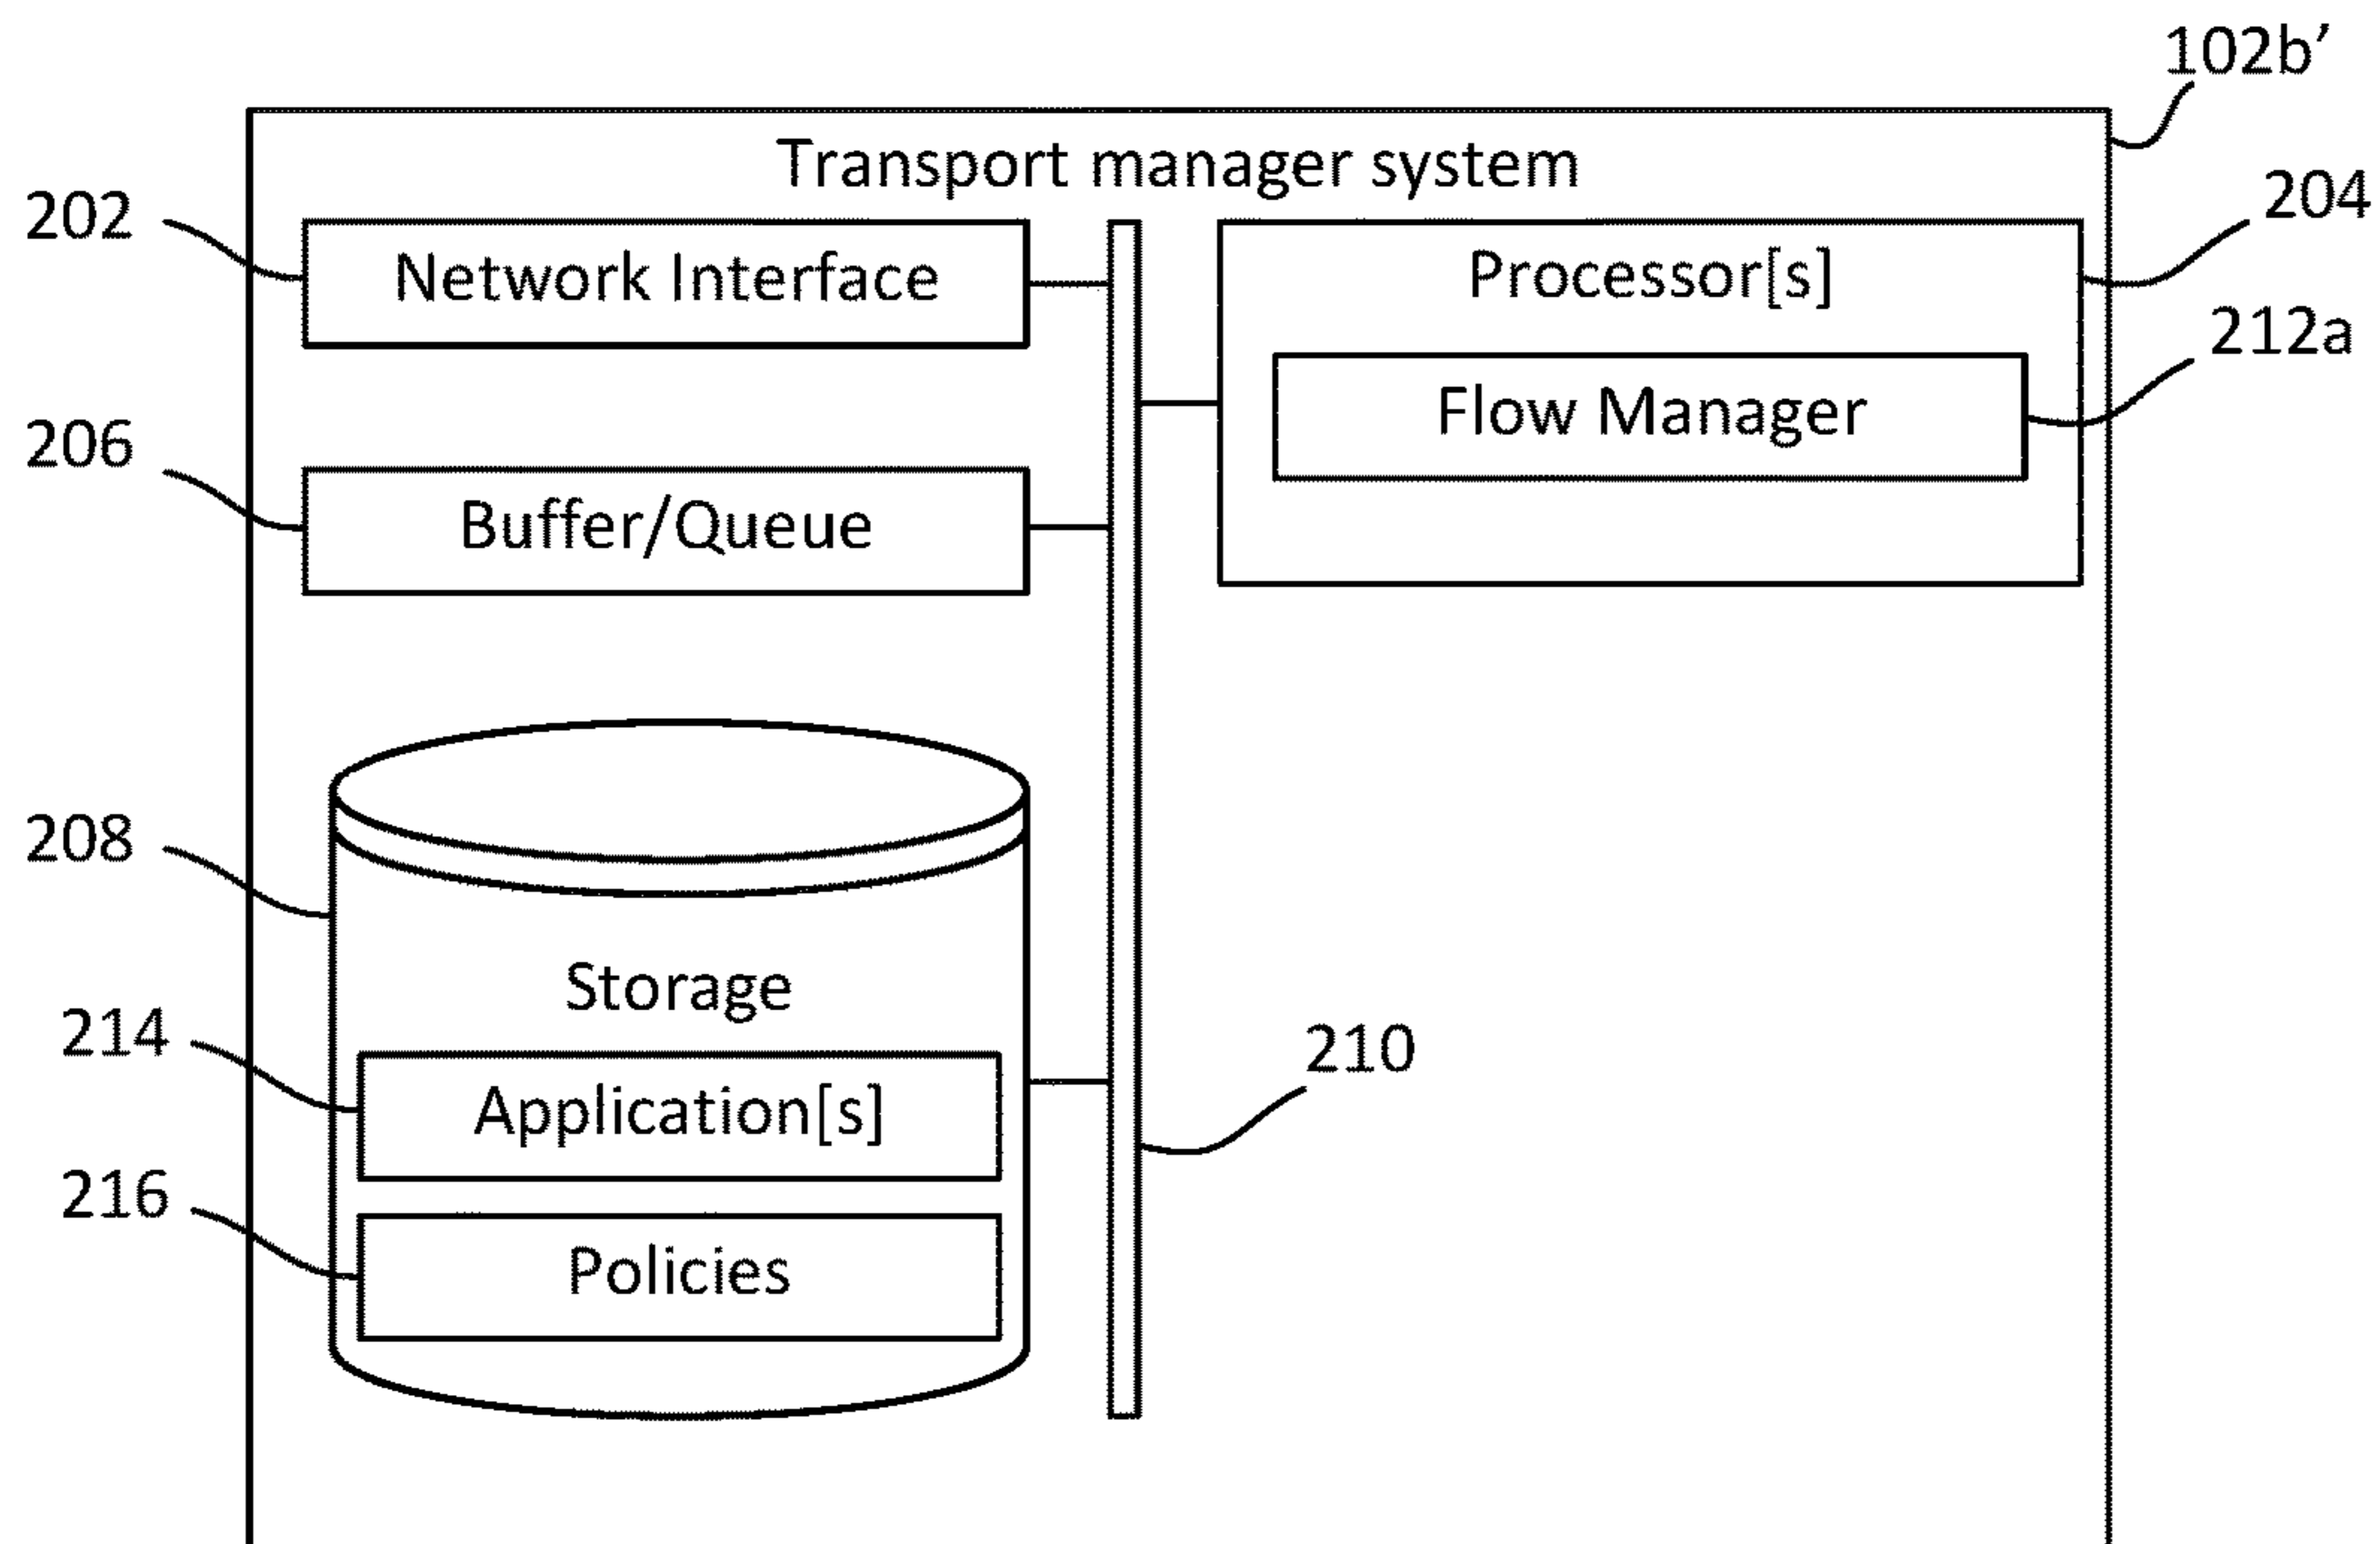 102b’
Transport manager system
202
Network Interface
Processor[s]
204
212a
Flow Manager
206
Buffer/Queue
208
Storage
210
214
Application[s]
216
Policies